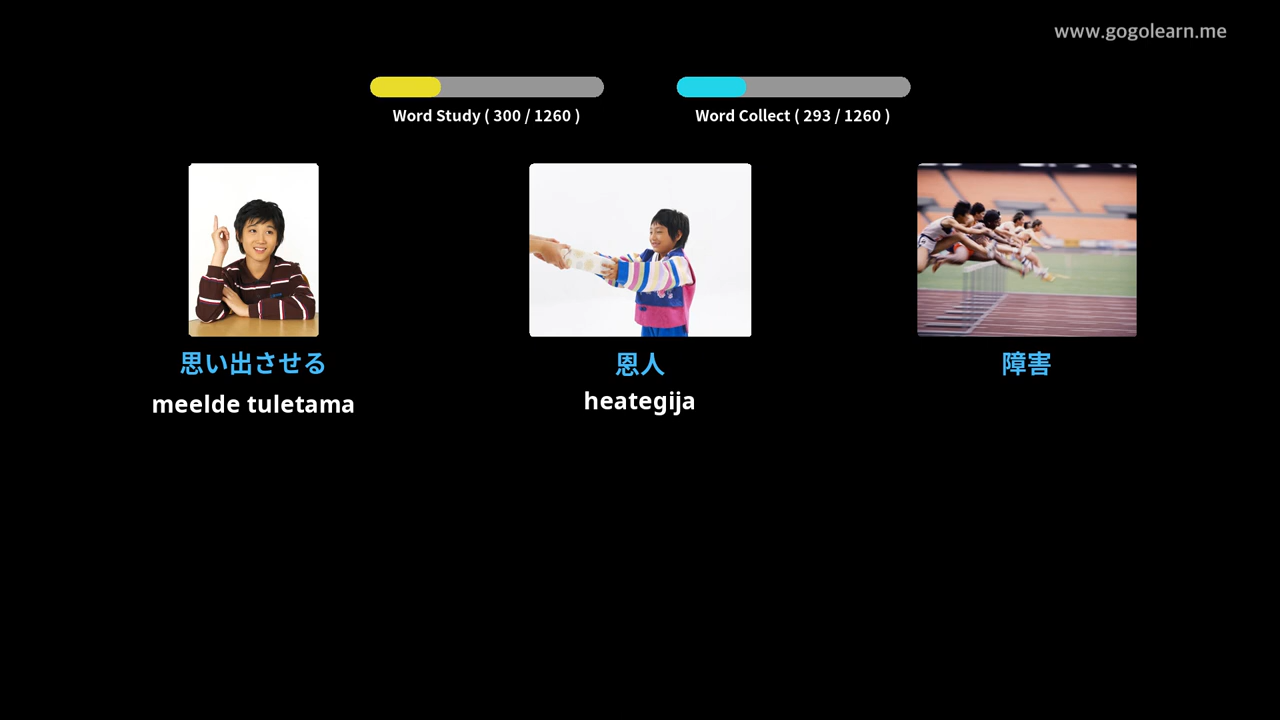 www.gogolearn.me
Word Study ( 300 / 1260 )
Word Collect ( 293 / 1260 )
思い出させる
恩人
障害
meelde tuletama
heategija